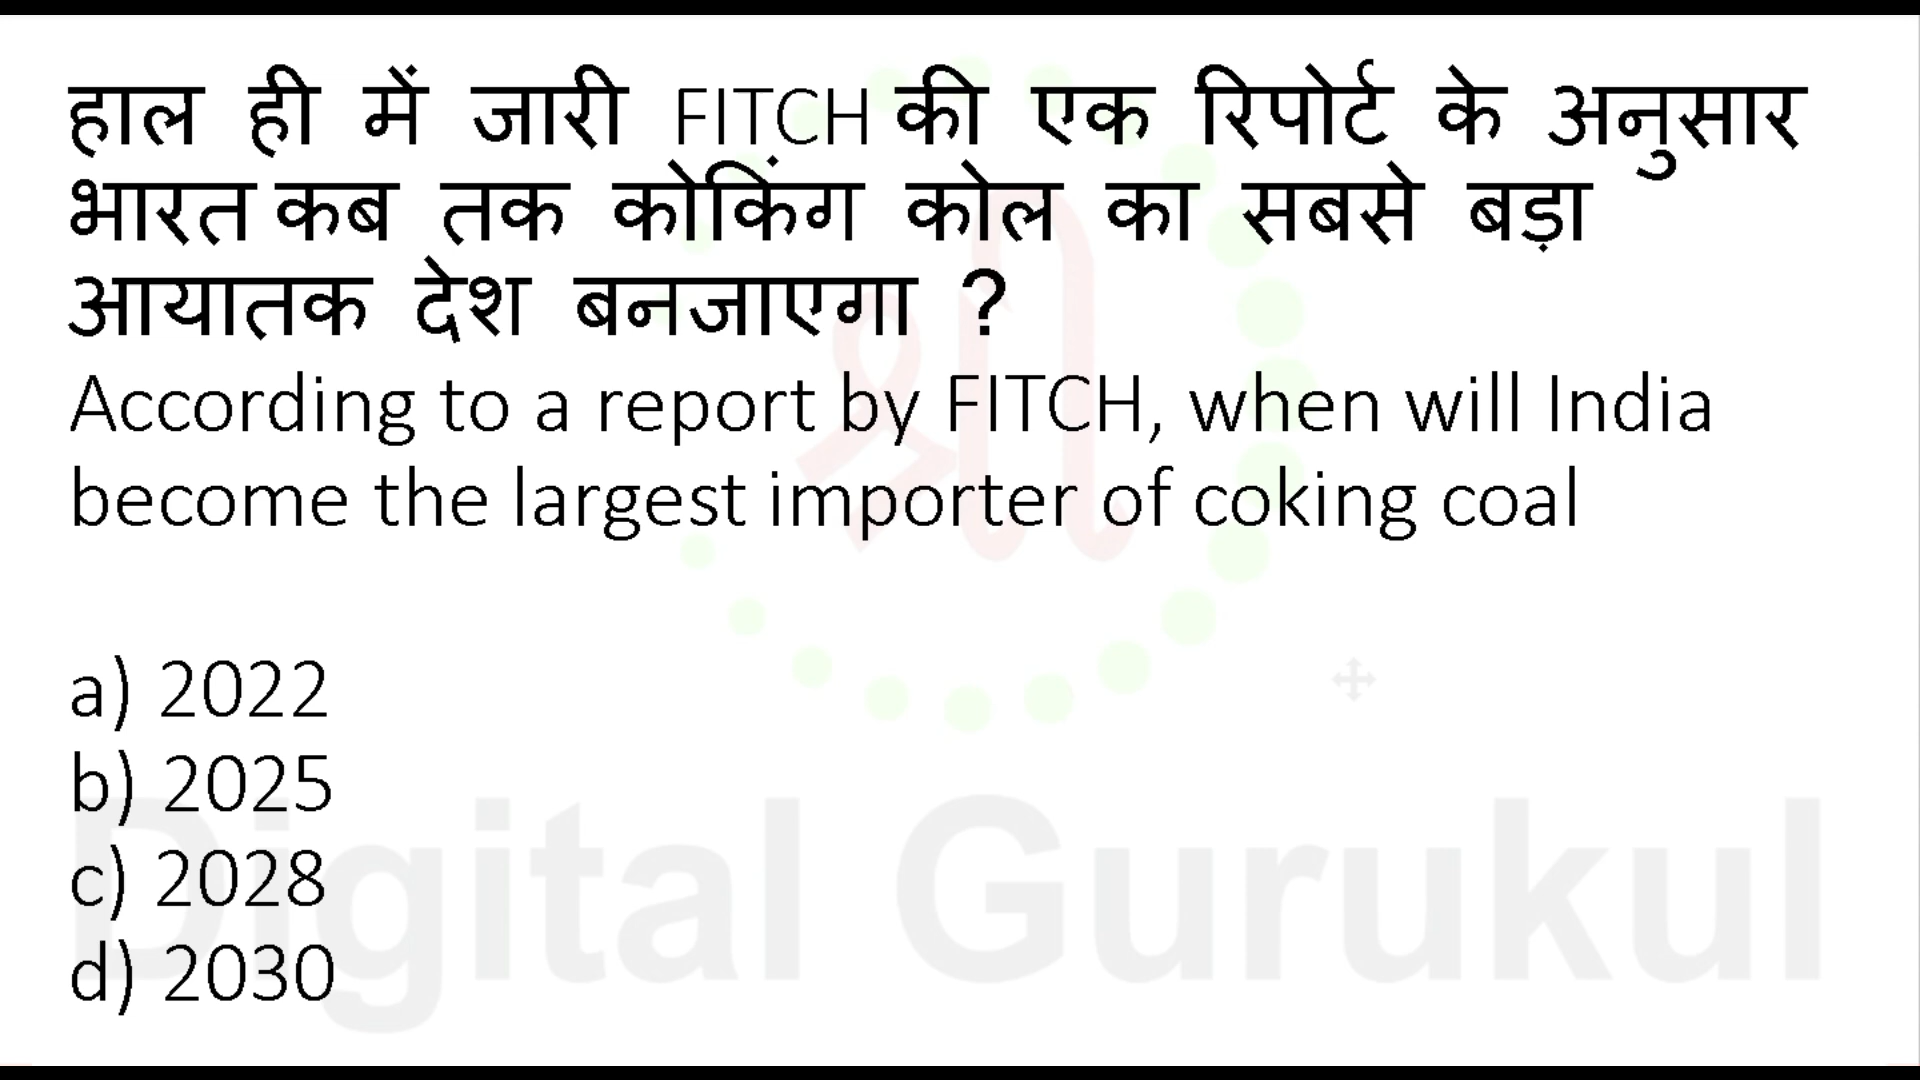 हाल ही में जारी FITCH की एक रिपोर्ट के अनुसार
भारत कब तक कोकिंग कोल का सबसे बड़ा
आयातक देश बनजाएगा ?
According to a report by FITCH, when will India
become the largest importer of coking coal
a) 2022
b) 2025
c) 2028
d) 2030
श्री
Digital Gurukul